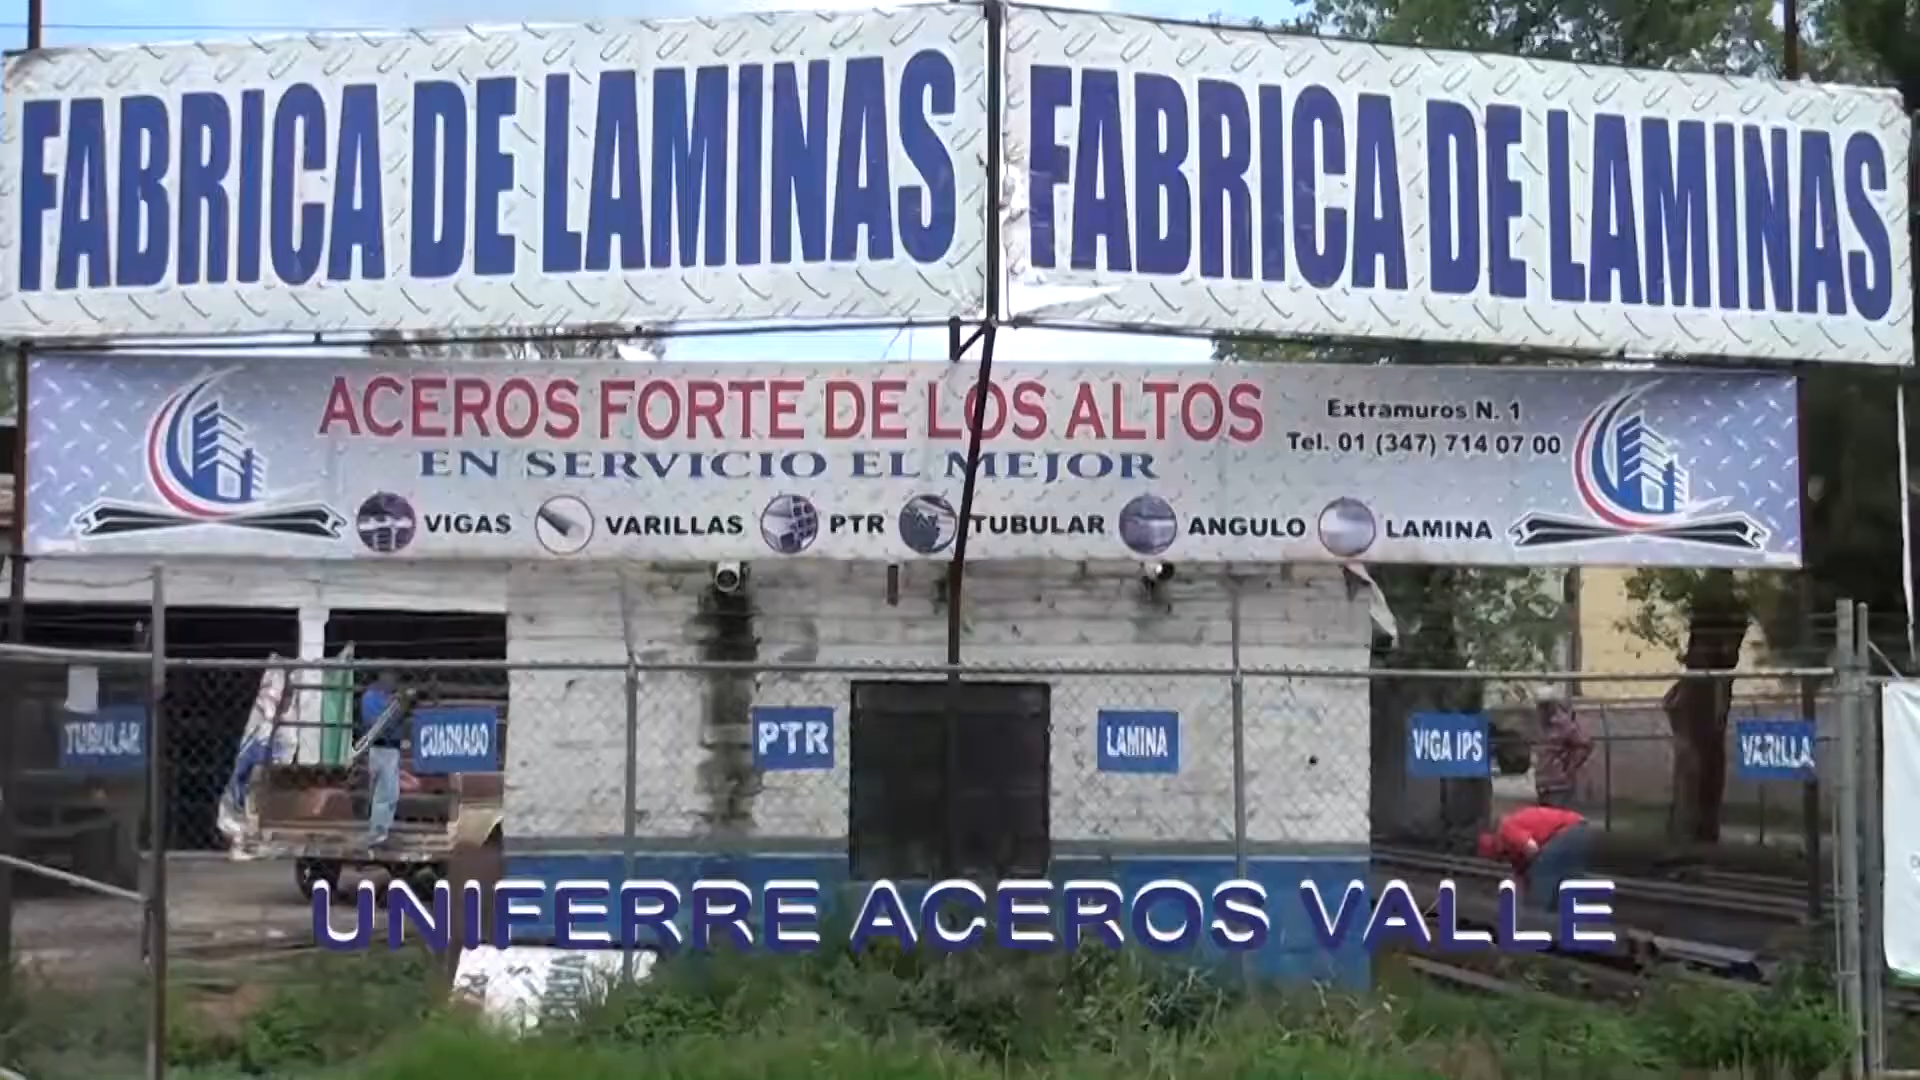 FABRICA DE LAMINAS
FABRICA DE LAMINAS
ACEROS FORTE DE LOS ALTOS
EN SERVICIO EL MEJOR
Extramuros N. 1
Tel. 01 (347) 714 07 00
VIGAS VARILLAS PTR TUBULAR ANGULO LAMINA
TUBULAR
CUADRADO
PTR
LAMINA
VIGA IPS
VARILLA
UNIFERRE ACEROS VALLE